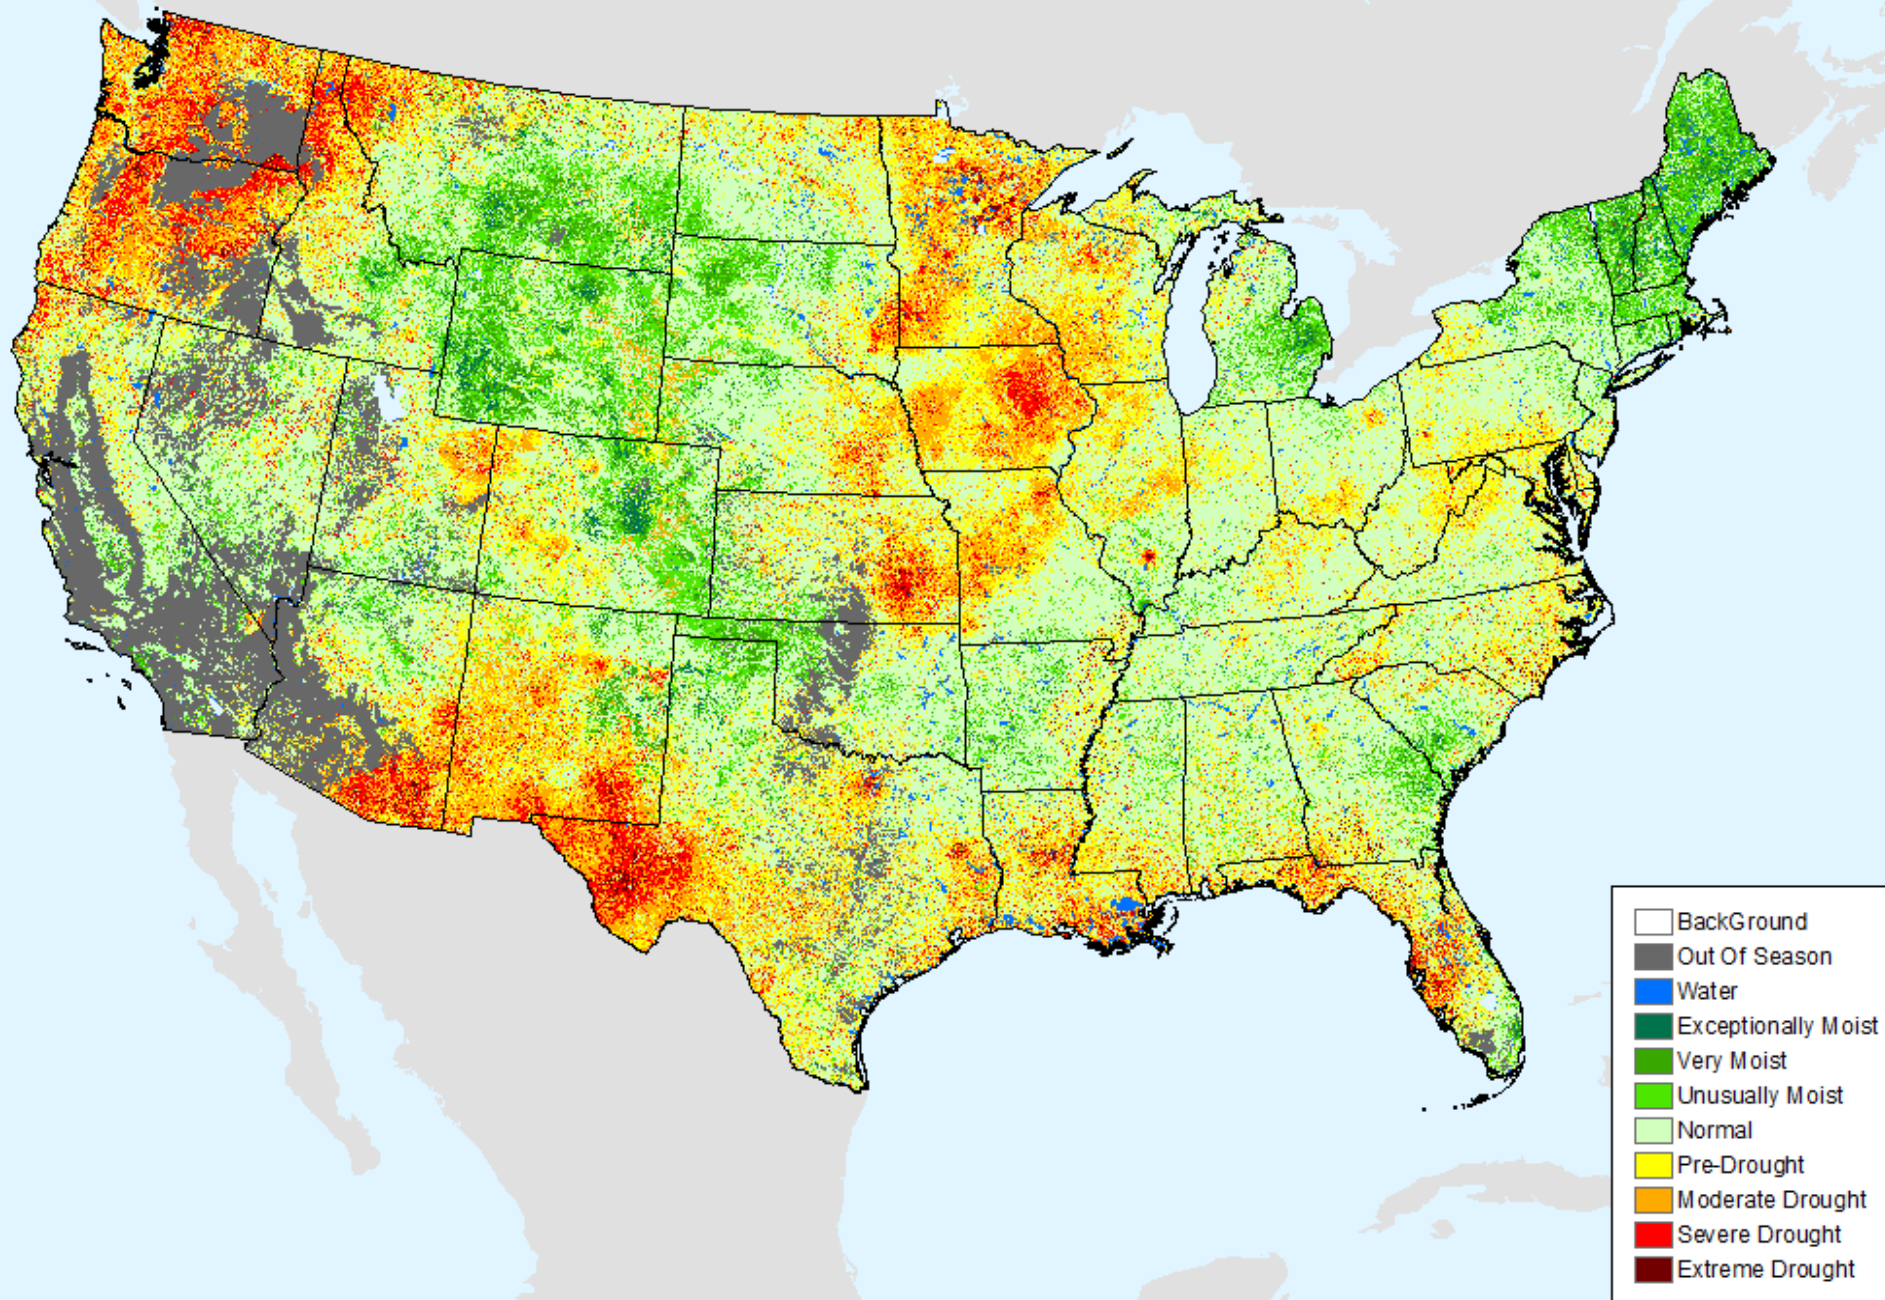 BackGround
Out Of Season
Water
Exceptionally Moist
Very Moist
Unusually Moist
Normal
Pre-Drought
Moderate Drought
Severe Drought
Extreme Drought